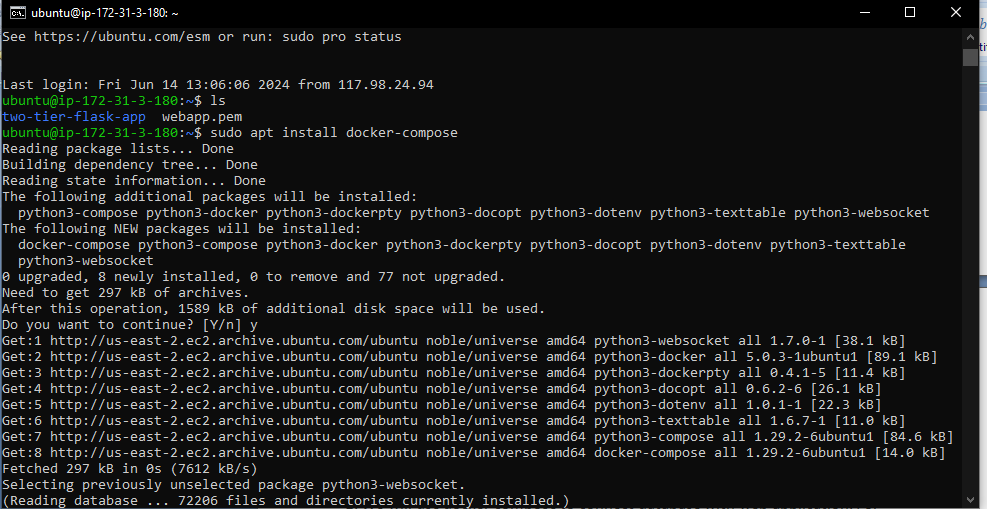 ubuntu@ip-172-31-3-180: ~
See https://ubuntu.com/esm or run: sudo pro status
Last login: Fri Jun 14 13:06:06 2024 from 117.98.24.94
ubuntu@ip-172-31-3-180:~$ ls
two-tier-flask-app  webapp.pem
ubuntu@ip-172-31-3-180:~$ sudo apt install docker-compose
Reading package lists... Done
Building dependency tree... Done
Reading state information... Done
The following additional packages will be installed:
  python3-compose python3-docker python3-dockerpty python3-docopt python3-dotenv python3-texttable python3-websocket
The following NEW packages will be installed:
  docker-compose python3-compose python3-docker python3-dockerpty python3-docopt python3-dotenv python3-texttable
  python3-websocket
0 upgraded, 8 newly installed, 0 to remove and 77 not upgraded.
Need to get 297 kB of archives.
After this operation, 1589 kB of additional disk space will be used.
Do you want to continue? [Y/n] y
Get:1 http://us-east-2.ec2.archive.ubuntu.com/ubuntu noble/universe amd64 python3-websocket all 1.7.0-1 [38.1 kB]
Get:2 http://us-east-2.ec2.archive.ubuntu.com/ubuntu noble/universe amd64 python3-docker all 5.0.3-1ubuntu1 [89.1 kB]
Get:3 http://us-east-2.ec2.archive.ubuntu.com/ubuntu noble/universe amd64 python3-dockerpty all 0.4.1-5 [11.4 kB]
Get:4 http://us-east-2.ec2.archive.ubuntu.com/ubuntu noble/universe amd64 python3-docopt all 0.6.2-6 [26.1 kB]
Get:5 http://us-east-2.ec2.archive.ubuntu.com/ubuntu noble/universe amd64 python3-dotenv all 1.0.1-1 [22.3 kB]
Get:6 http://us-east-2.ec2.archive.ubuntu.com/ubuntu noble/universe amd64 python3-texttable all 1.6.7-1 [11.0 kB]
Get:7 http://us-east-2.ec2.archive.ubuntu.com/ubuntu noble/universe amd64 python3-compose all 1.29.2-6ubuntu1 [84.6 kB]
Get:8 http://us-east-2.ec2.archive.ubuntu.com/ubuntu noble/universe amd64 docker-compose all 1.29.2-6ubuntu1 [14.0 kB]
Fetched 297 kB in 0s (7612 kB/s)
Selecting previously unselected package python3-websocket.
(Reading database ... 72206 files and directories currently installed.)